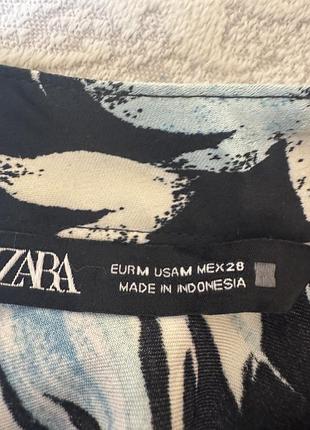 ZARA
EUR M USA M MEX 28
MADE IN INDONESIA